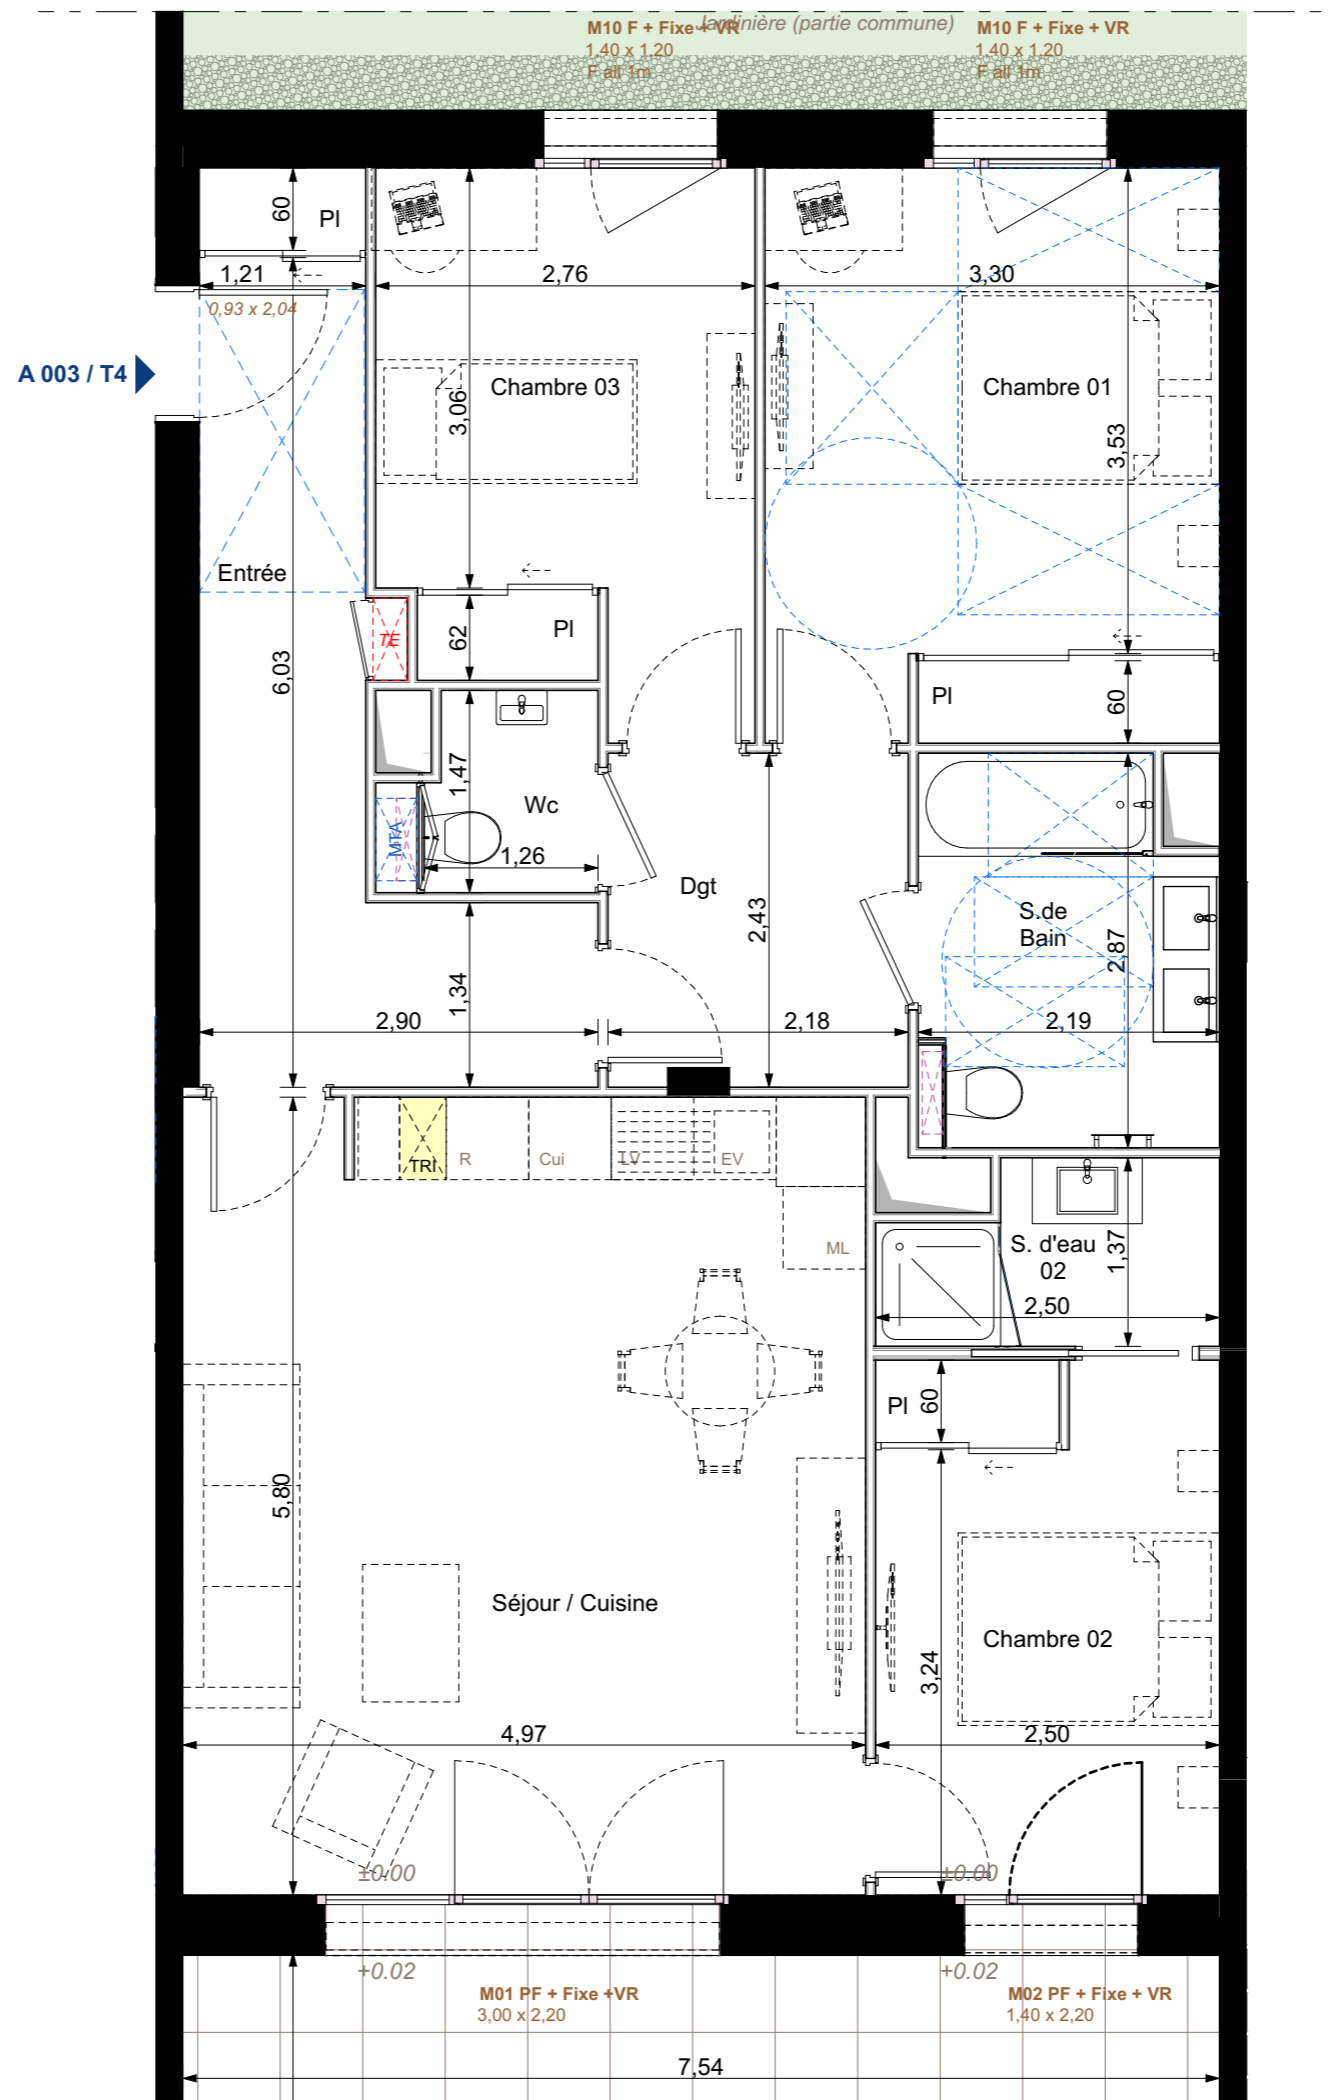 Jardinière (partie commune)
M10 F + Fixe + VR
1,40 x 1,20
F all 1m
M10 F + Fixe + VR
1,40 x 1,20
F all 1m
60
Pl
1,21
0,93 x 2,04
2,76
3,30
A 003 / T4
Chambre 03
3,06
Chambre 01
3,53
Entrée
TE
62
Pl
6,03
Pl
60
1,47
Wc
MTA
1,26
Dgt
2,43
S.de
Bain
2,87
1,34
2,90
2,18
2,19
TRI
R
Cui
LV
EV
ML
S. d'eau
02
1,37
2,50
Pl
60
5,80
Séjour / Cuisine
Chambre 02
3,24
4,97
2,50
±0.00
±0.00
+0.02
+0.02
M01 PF + Fixe +VR
3,00 x 2,20
M02 PF + Fixe + VR
1,40 x 2,20
7,54